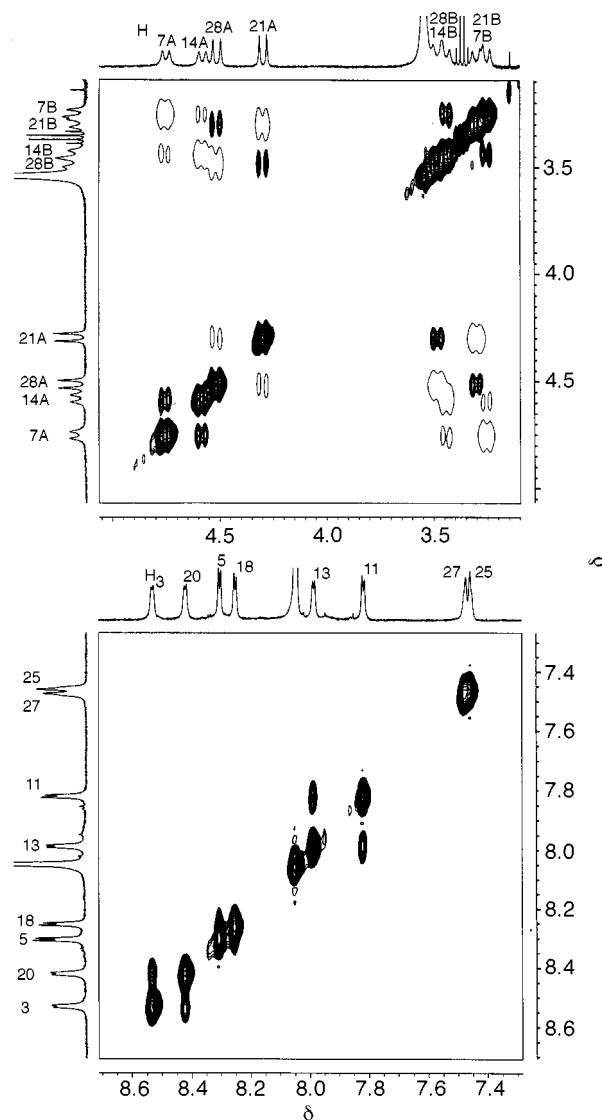 H 7A 14A 28A 21A 28B 14B 21B 7B
7B
21B
14B
28B
21A
28A
14A
7A
3.5
4.0
4.5
4.5 4.0 3.5
δ
H3 20 5 18 13 11 27 25
25
27
11
13
18
5
20
3
7.4
7.6
7.8
8.0
8.2
8.4
8.6
8.6 8.4 8.2 8.0 7.8 7.6 7.4
δ